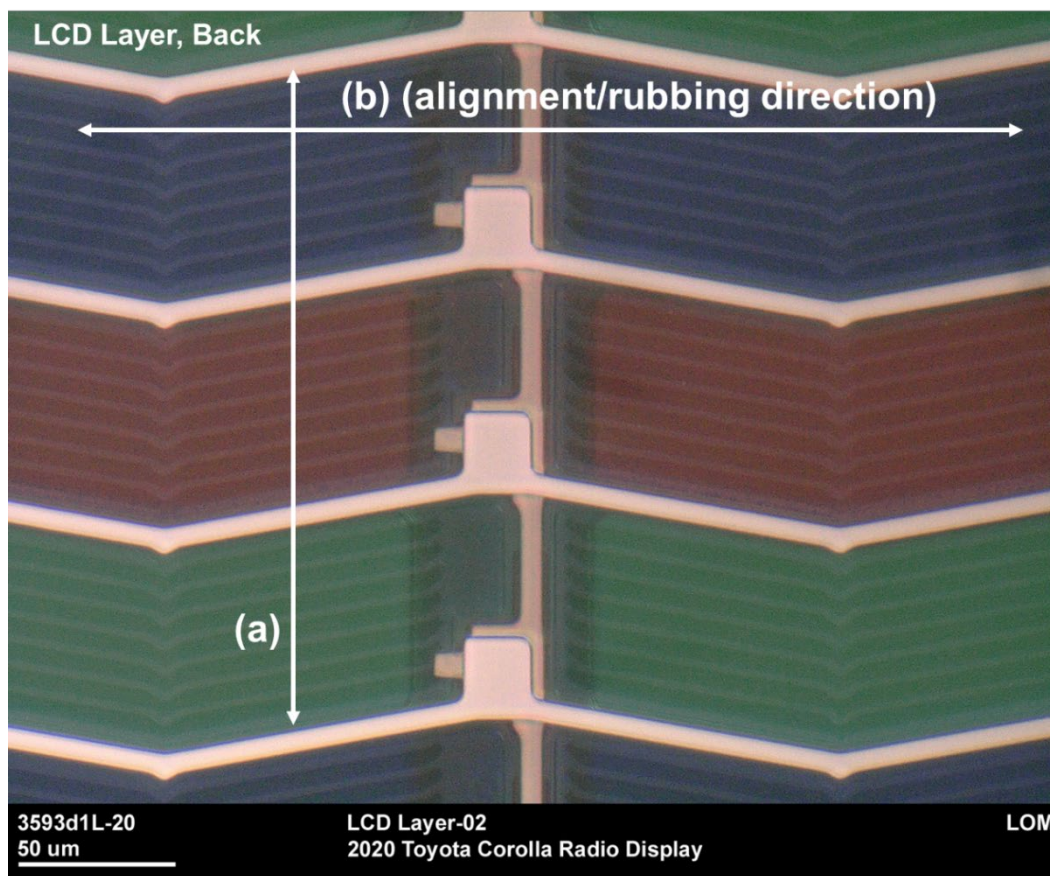 LCD Layer, Back
(b) (alignment/rubbing direction)
(a)
3593d1L-20
LCD Layer-02
LOM
50 um
2020 Toyota Corolla Radio Display